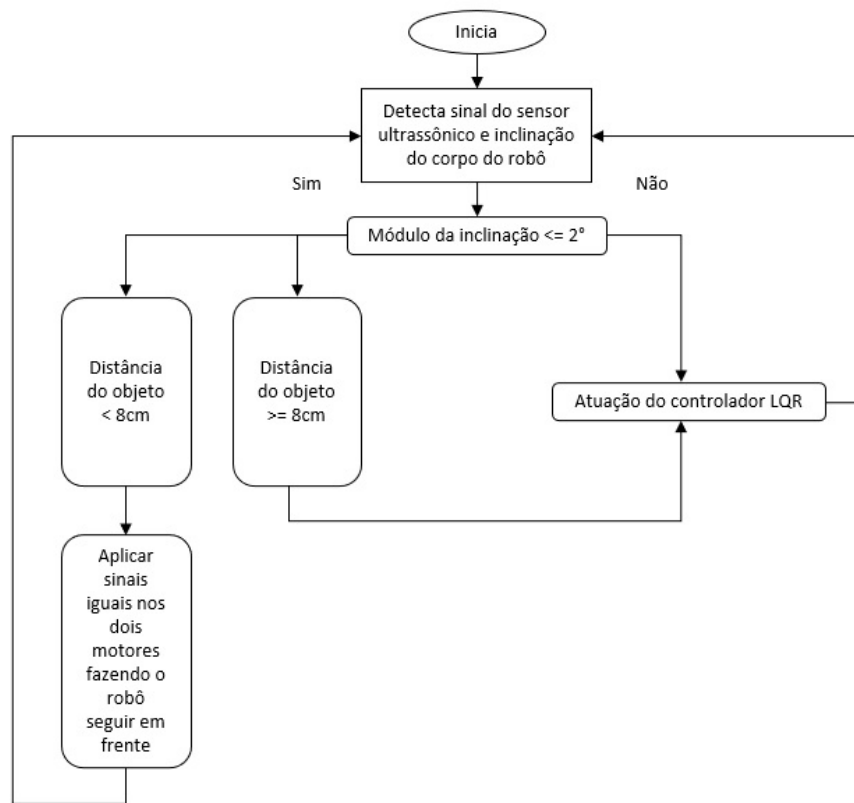 Inicia
Detecta sinal do sensor
ultrassônico e inclinação
do corpo do robô
Sim
Não
Módulo da inclinação <= 2°
Distância
do objeto
< 8cm
Distância
do objeto
>= 8cm
Atuação do controlador LQR
Aplicar
sinais
iguais nos
dois
motores
fazendo o
robô
seguir em
frente